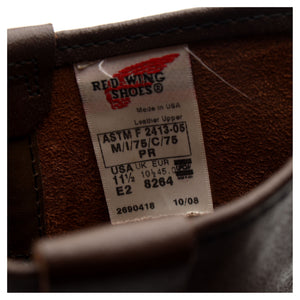 RED WING
SHOES®
Made in USA
Leather Upper
ASTM F 2413-05
M/I/75/C/75
PR
USA UK EUR
11½ 10½ 45.0
E2 8264
2690418 10/08